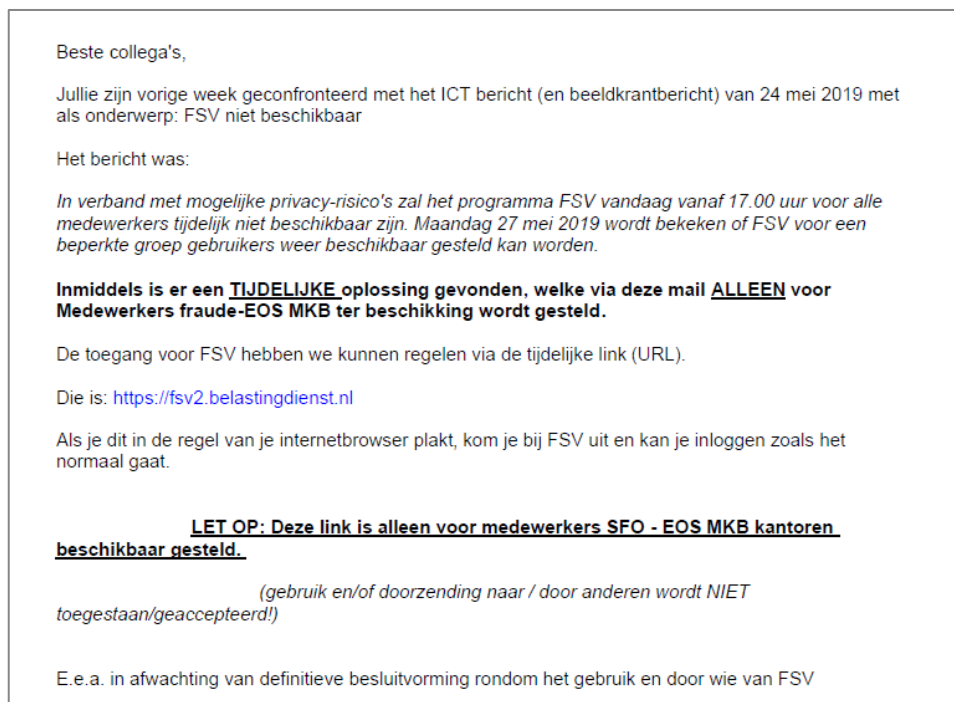 Beste collega's,
Jullie zijn vorige week geconfronteerd met het ICT bericht (en beeldkrantbericht) van 24 mei 2019 met
als onderwerp: FSV niet beschikbaar
Het bericht was:
In verband met mogelijke privacy-risico's zal het programma FSV vandaag vanaf 17.00 uur voor alle
medewerkers tijdelijk niet beschikbaar zijn. Maandag 27 mei 2019 wordt bekeken of FSV voor een
beperkte groep gebruikers weer beschikbaar gesteld kan worden.
Inmiddels is er een TIJDELIJKE oplossing gevonden, welke via deze mail ALLEEN voor
Medewerkers fraude-EOS MKB ter beschikking wordt gesteld.
De toegang voor FSV hebben we kunnen regelen via de tijdelijke link (URL).
Die is: https://fsv2.belastingdienst.nl
Als je dit in de regel van je internetbrowser plakt, kom je bij FSV uit en kan je inloggen zoals het
normaal gaat.
LET OP: Deze link is alleen voor medewerkers SFO - EOS MKB kantoren
beschikbaar gesteld.
(gebruik en/of doorzending naar / door anderen wordt NIET
toegestaan/geaccepteerd!)
E.e.a. in afwachting van definitieve besluitvorming rondom het gebruik en door wie van FSV